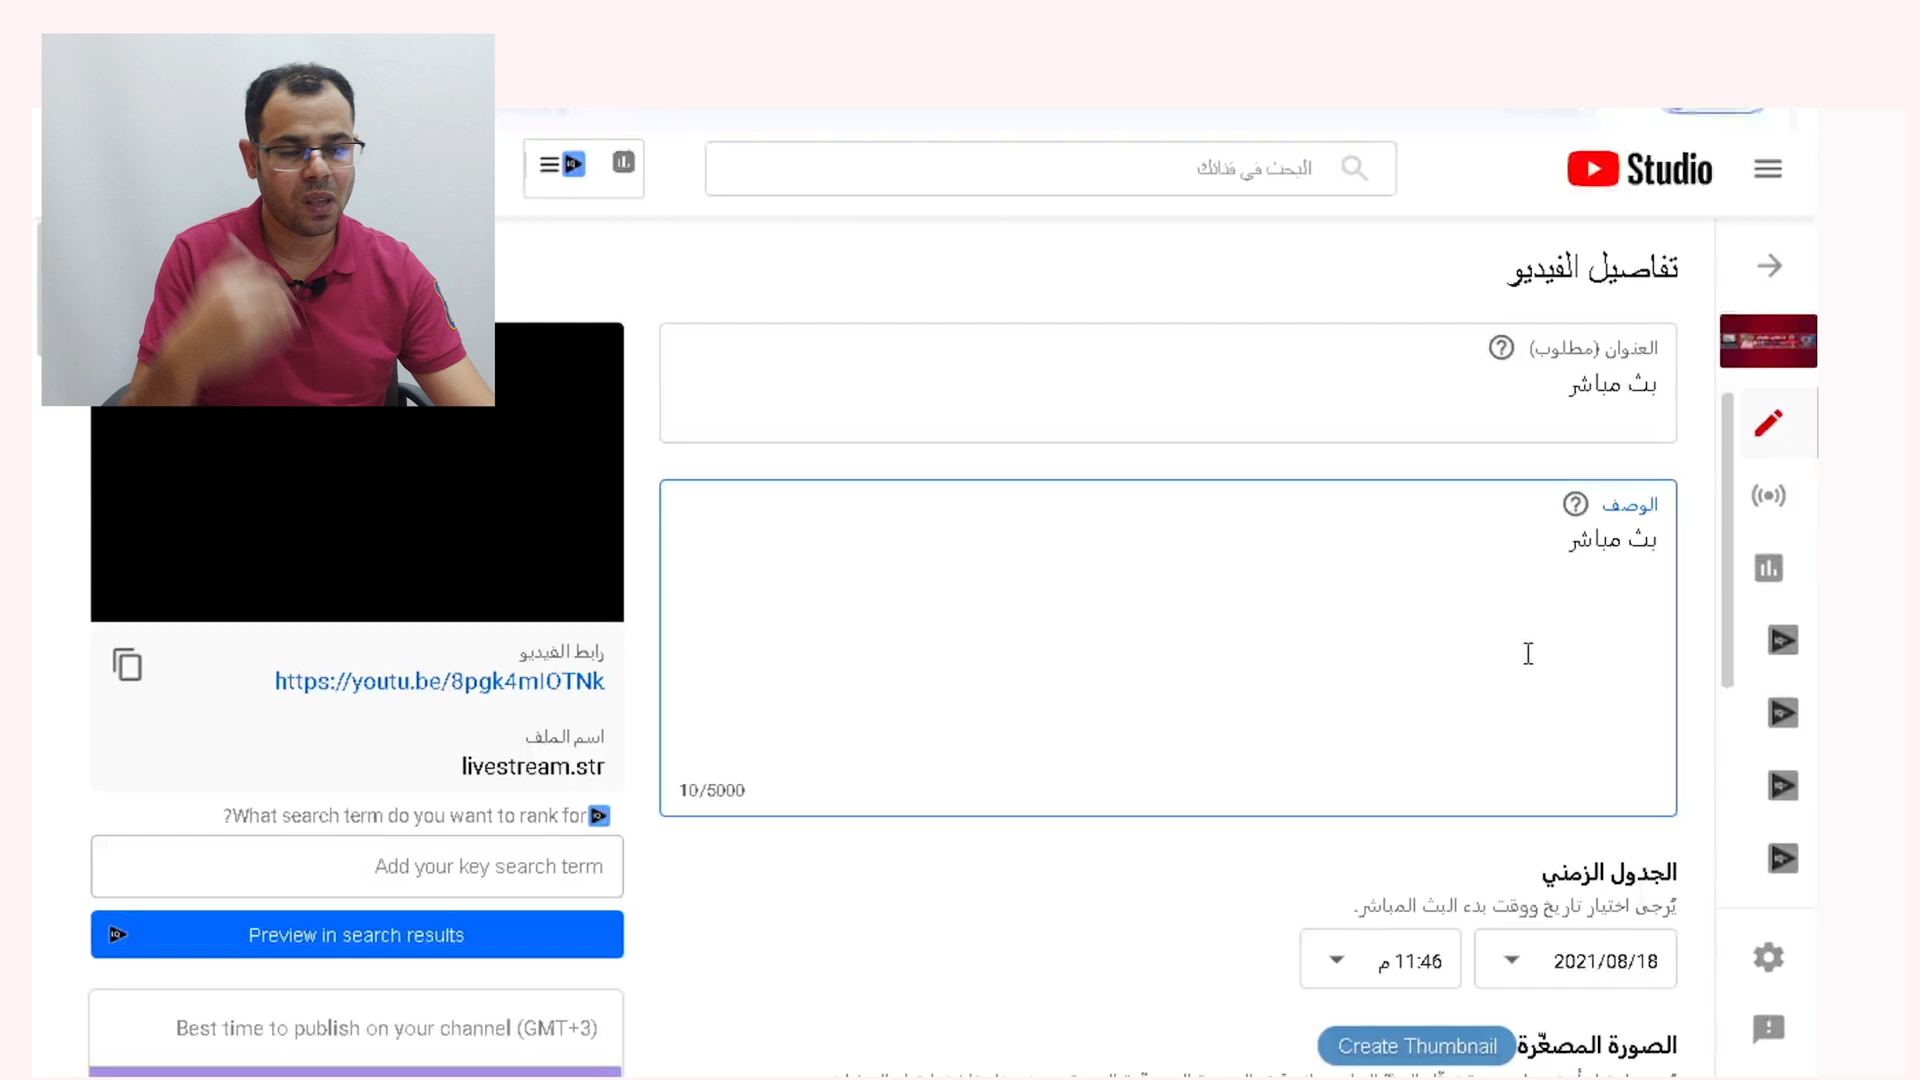 Studio
البحث في قناتك
تفاصيل الفيديو
العنوان (مطلوب)
بث مباشر
الوصف
بث مباشر
10/5000
رابط الفيديو
https://youtu.be/8pgk4mIOTNk
اسم الملف
livestream.str
?What search term do you want to rank for
Add your key search term
Preview in search results
Best time to publish on your channel (GMT+3)
الجدول الزمني
يُرجى اختيار تاريخ ووقت بدء البث المباشر.
2021/08/18
11:46 م
الصورة المصغّرة
Create Thumbnail